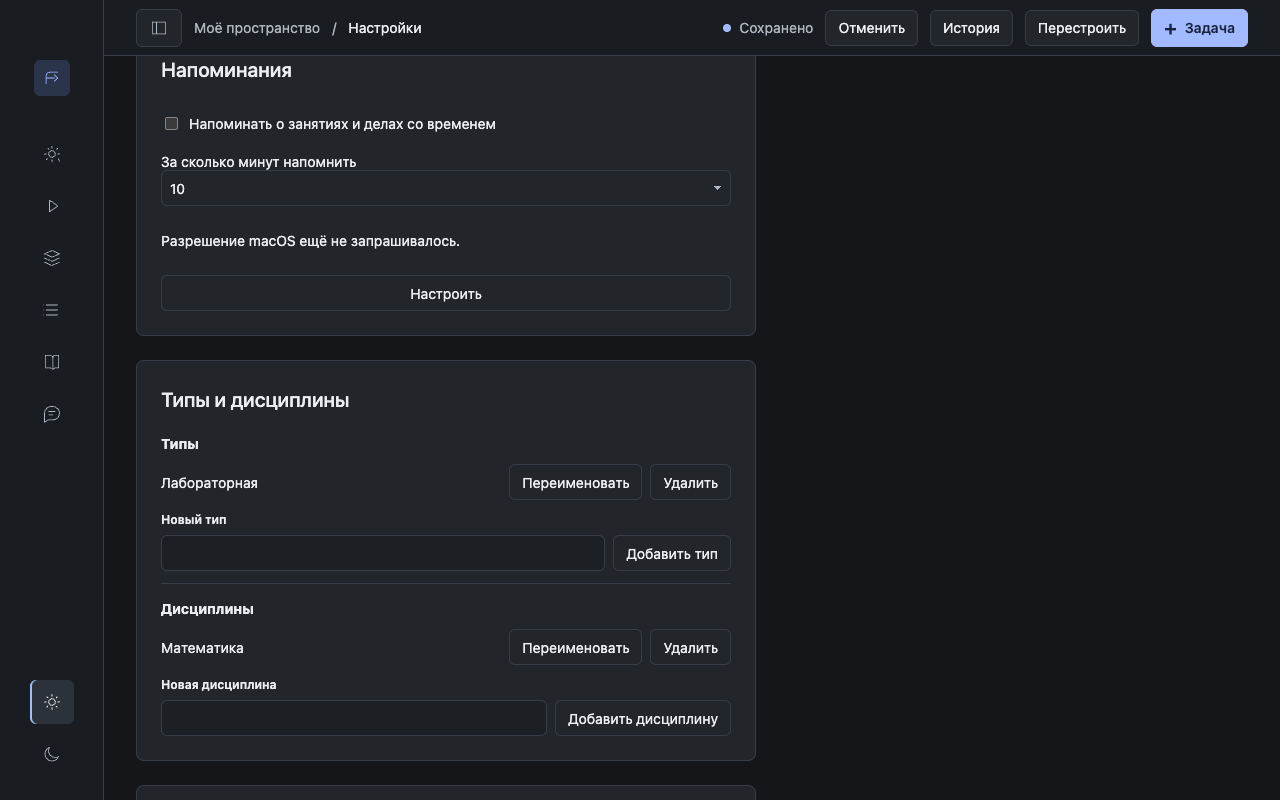 Моё пространство / Настройки
Сохранено
Отменить
История
Перестроить
+ Задача
Напоминания
Напоминать о занятиях и делах со временем
За сколько минут напомнить
10
Разрешение macOS ещё не запрашивалось.
Настроить
Типы и дисциплины
Типы
Лабораторная
Переименовать
Удалить
Новый тип
Добавить тип
Дисциплины
Математика
Переименовать
Удалить
Новая дисциплина
Добавить дисциплину